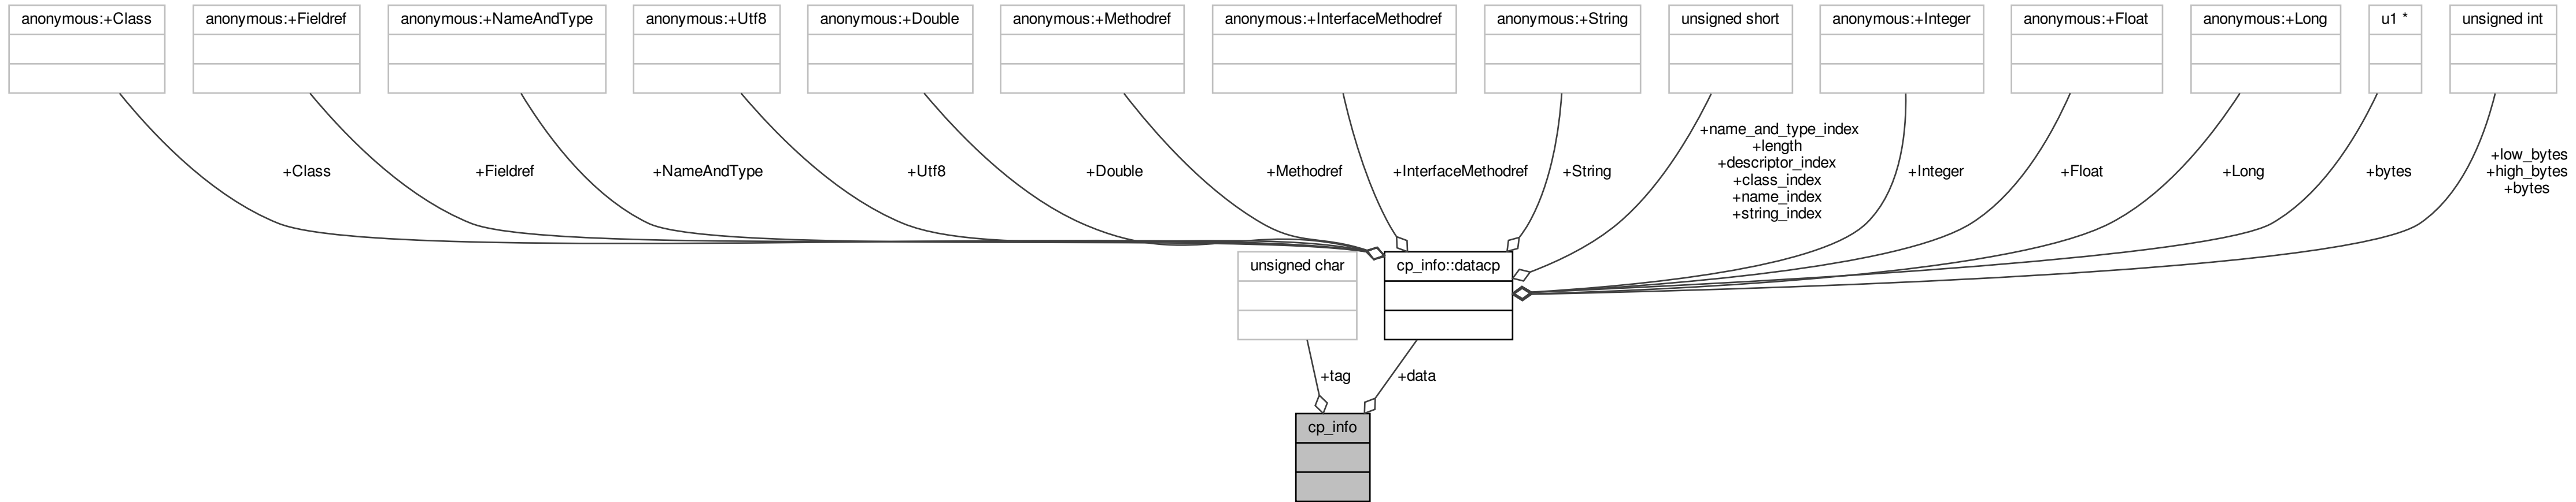 anonymous:+Class
anonymous:+Fieldref
anonymous:+NameAndType
anonymous:+Utf8
anonymous:+Double
anonymous:+Methodref
anonymous:+InterfaceMethodref
anonymous:+String
unsigned short
anonymous:+Integer
anonymous:+Float
anonymous:+Long
u1 *
unsigned int
+Class
+Fieldref
+NameAndType
+Utf8
+Double
+Methodref
+InterfaceMethodref
+String
+name_and_type_index
+length
+descriptor_index
+class_index
+name_index
+string_index
+Integer
+Float
+Long
+bytes
+low_bytes
+high_bytes
+bytes
unsigned char
cp_info::datacp
+tag
+data
cp_info